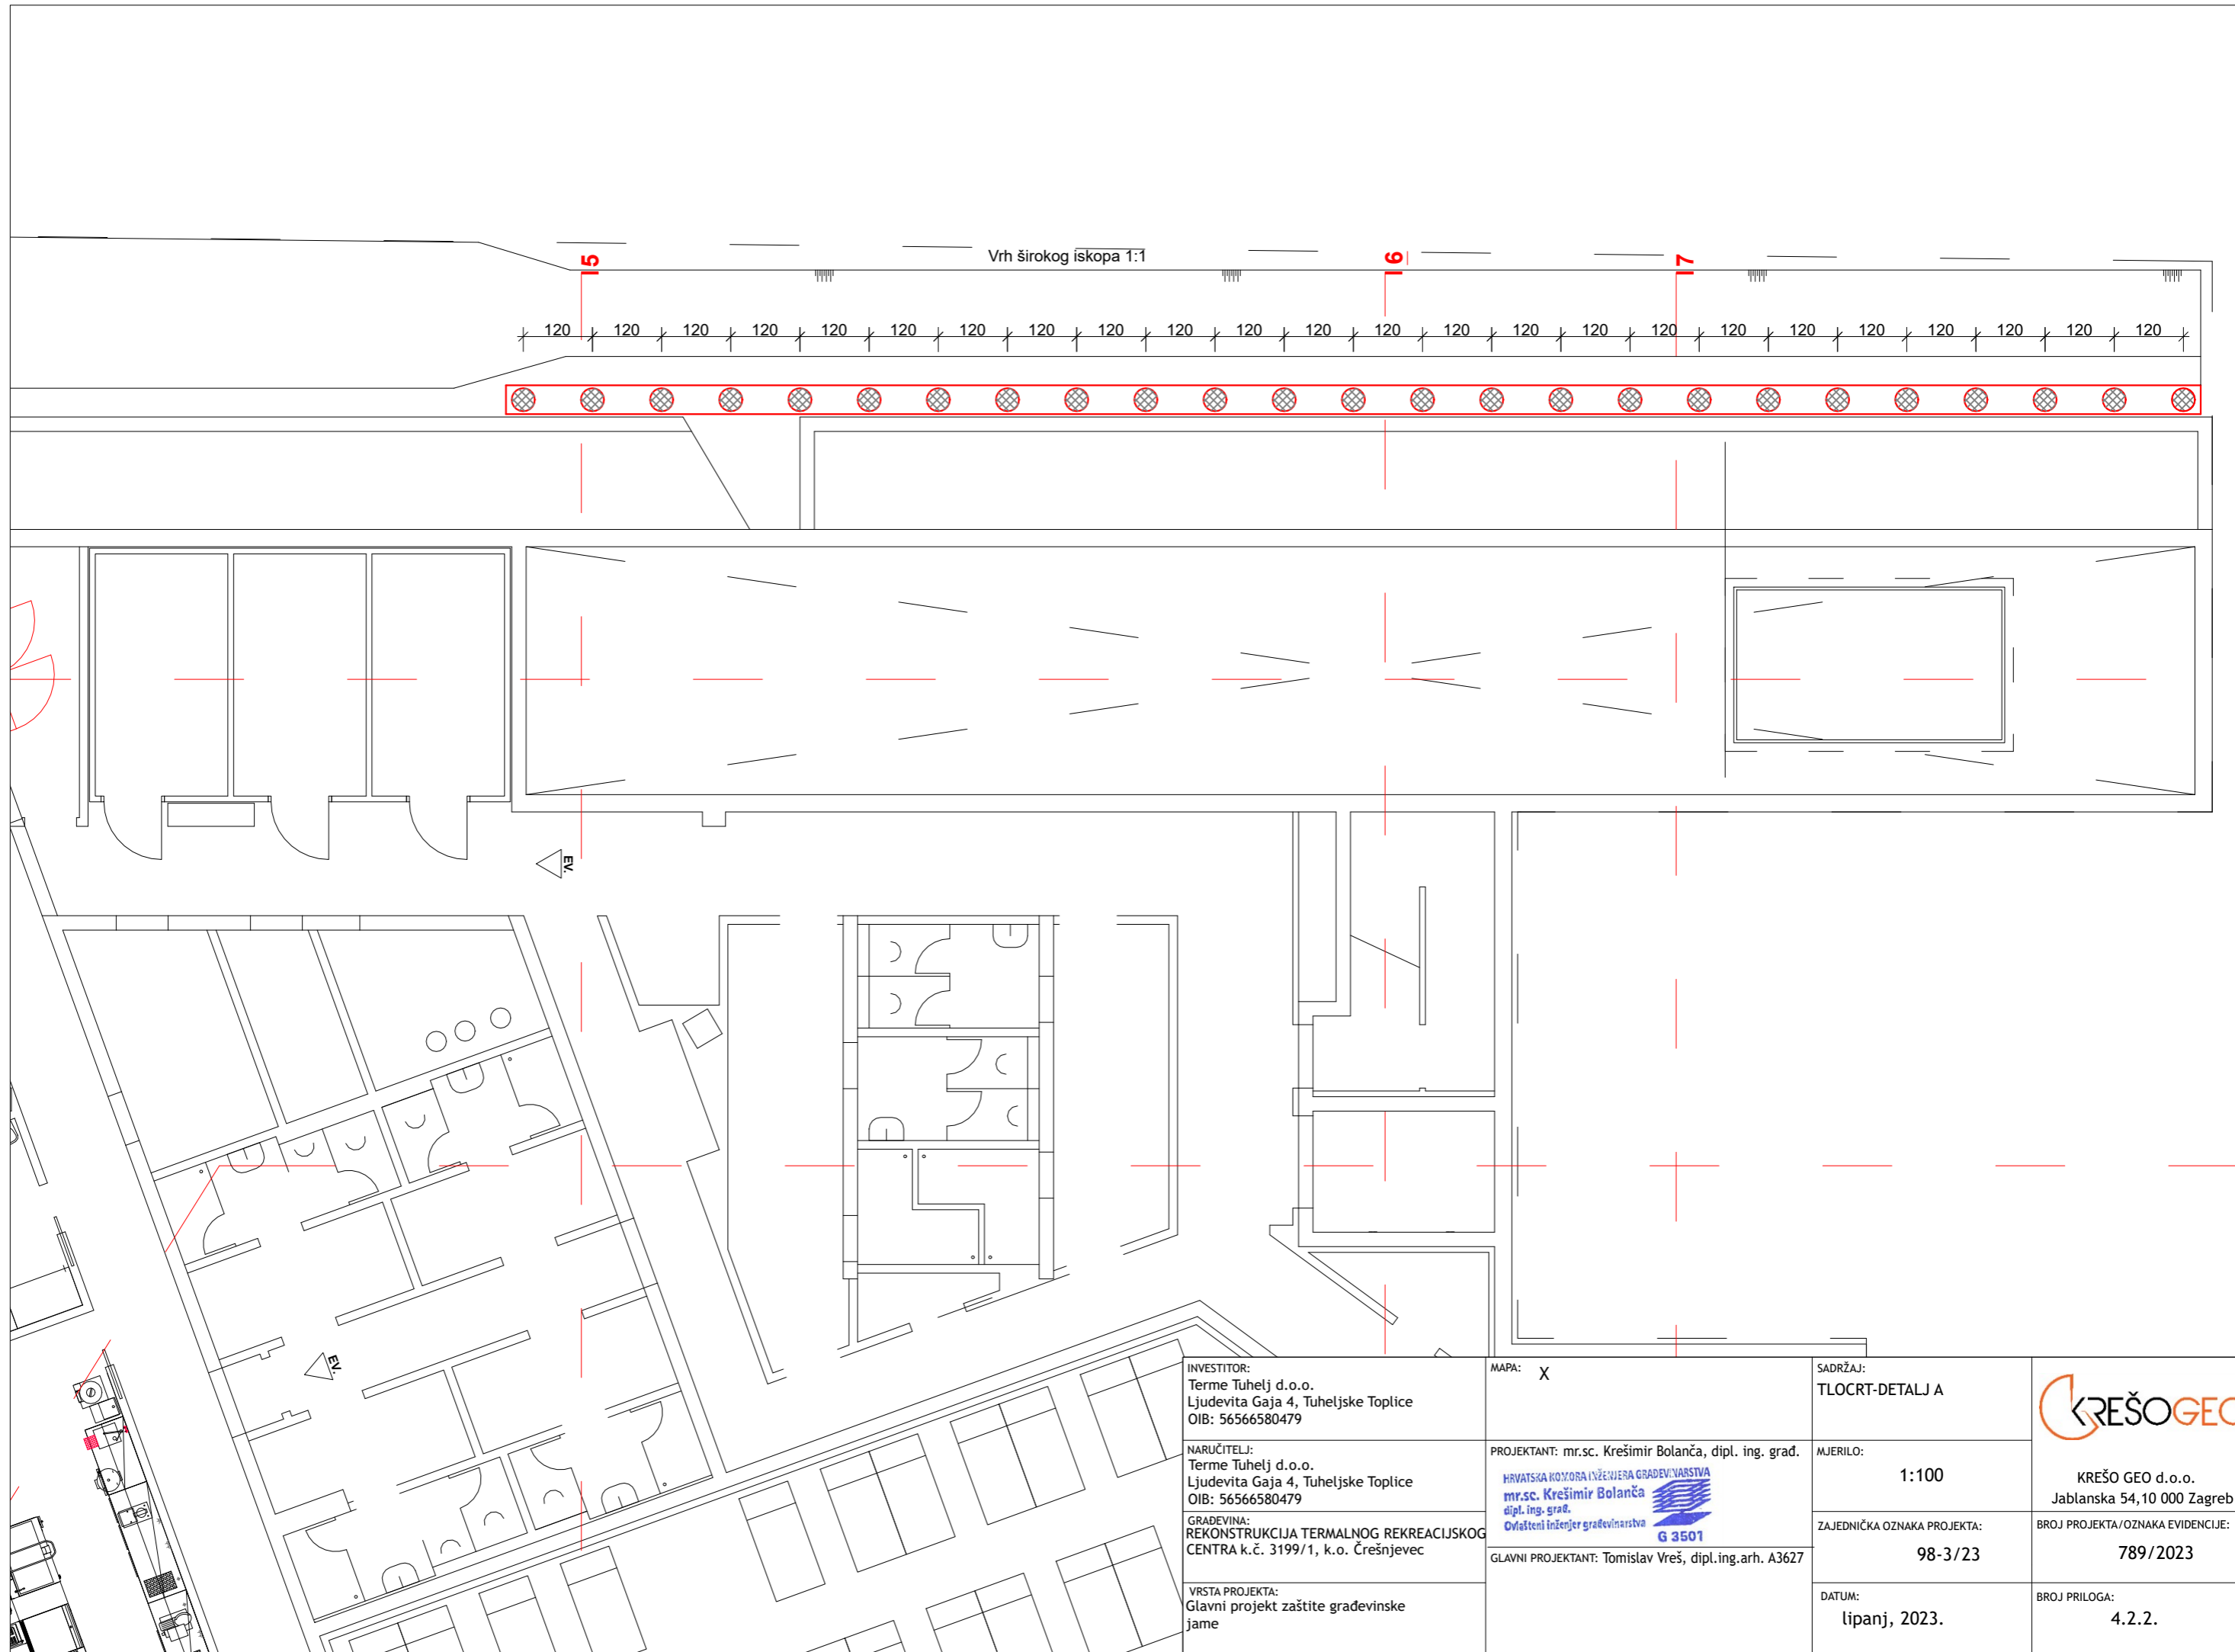 Vrh širokog iskopa 1:1
5
6
7
120 120 120 120 120 120 120 120 120 120 120 120 120 120 120 120 120 120 120 120 120 120 120 120
EV.
EV.
INVESTITOR:
Terme Tuhelj d.o.o.
Ljudevita Gaja 4, Tuheljske Toplice
OIB: 56566580479
NARUČITELJ:
Terme Tuhelj d.o.o.
Ljudevita Gaja 4, Tuheljske Toplice
OIB: 56566580479
GRAĐEVINA:
REKONSTRUKCIJA TERMALNOG REKREACIJSKOG
CENTRA k.č. 3199/1, k.o. Črešnjevec
VRSTA PROJEKTA:
Glavni projekt zaštite građevinske
jame
MAPA: X
PROJEKTANT: mr.sc. Krešimir Bolanča, dipl. ing. građ.
HRVATSKA KOMORA INŽENJERA GRAĐEVINARSTVA
mr.sc. Krešimir Bolanča
dipl. ing. građ.
Ovlašteni inženjer građevinarstva
G 3501
GLAVNI PROJEKTANT: Tomislav Vreš, dipl.ing.arh. A3627
SADRŽAJ:
TLOCRT-DETALJ A
MJERILO:
1:100
ZAJEDNIČKA OZNAKA PROJEKTA:
98-3/23
DATUM:
lipanj, 2023.
KREŠOGEO
KREŠO GEO d.o.o.
Jablanska 54,10 000 Zagreb
BROJ PROJEKTA/OZNAKA EVIDENCIJE:
789/2023
BROJ PRILOGA:
4.2.2.